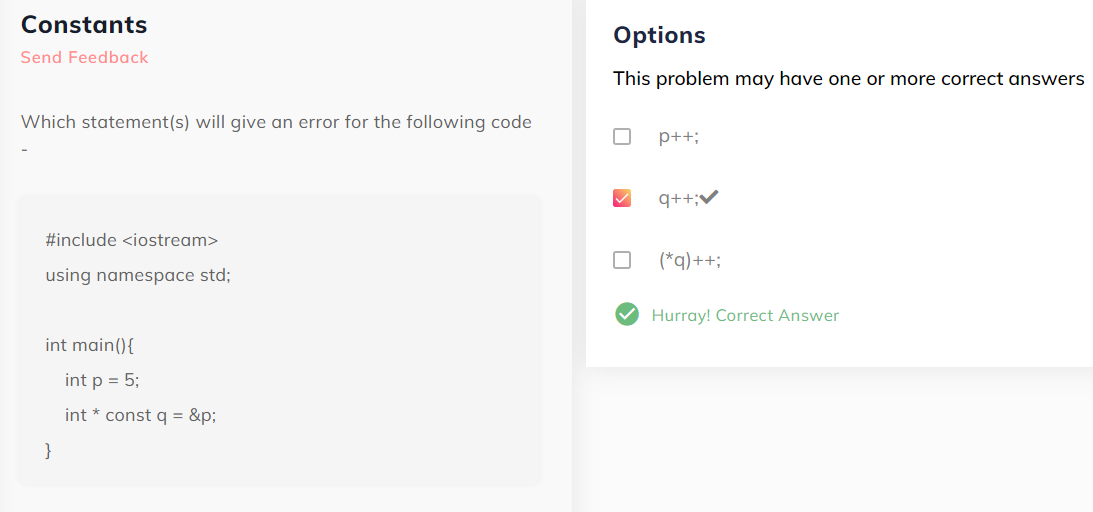 Constants
Send Feedback
Which statement(s) will give an error for the following code
-
#include <iostream>
using namespace std;
int main(){
int p = 5;
int * const q = &p;
}
Options
This problem may have one or more correct answers
p++;
q++;
(*q)++;
Hurray! Correct Answer